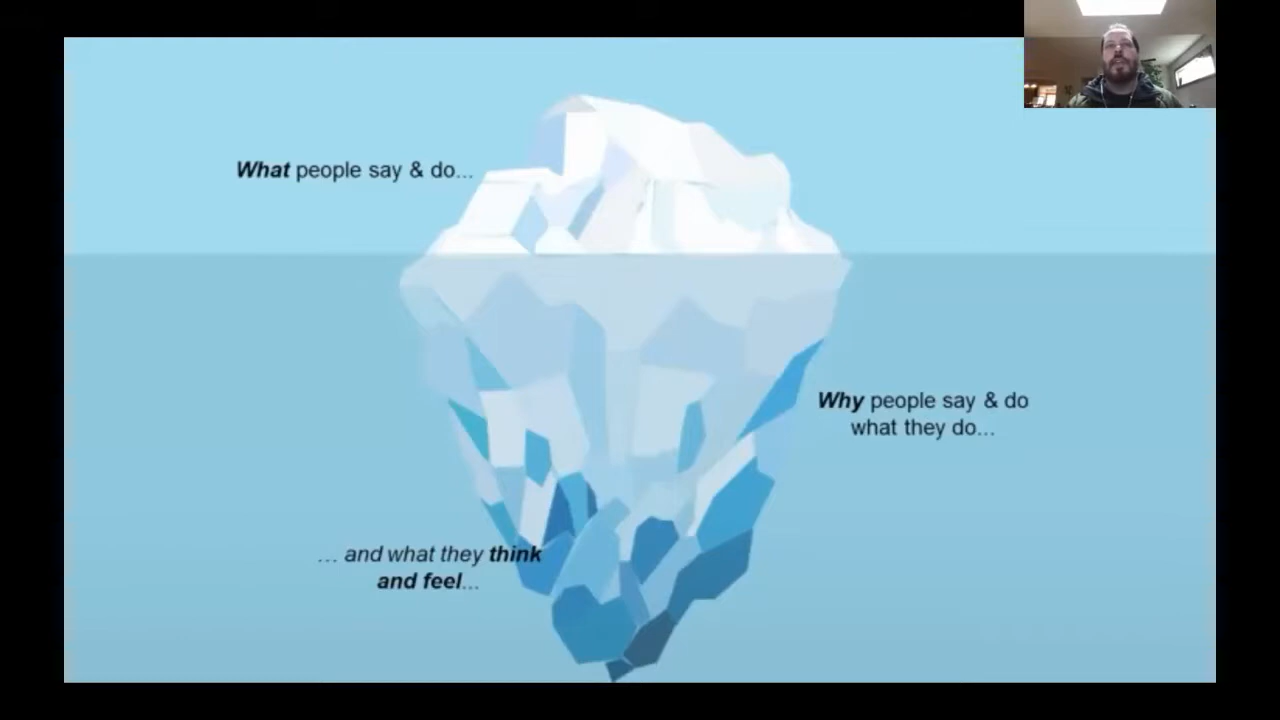 What people say & do...
Why people say & do
what they do...
... and what they think
and feel...